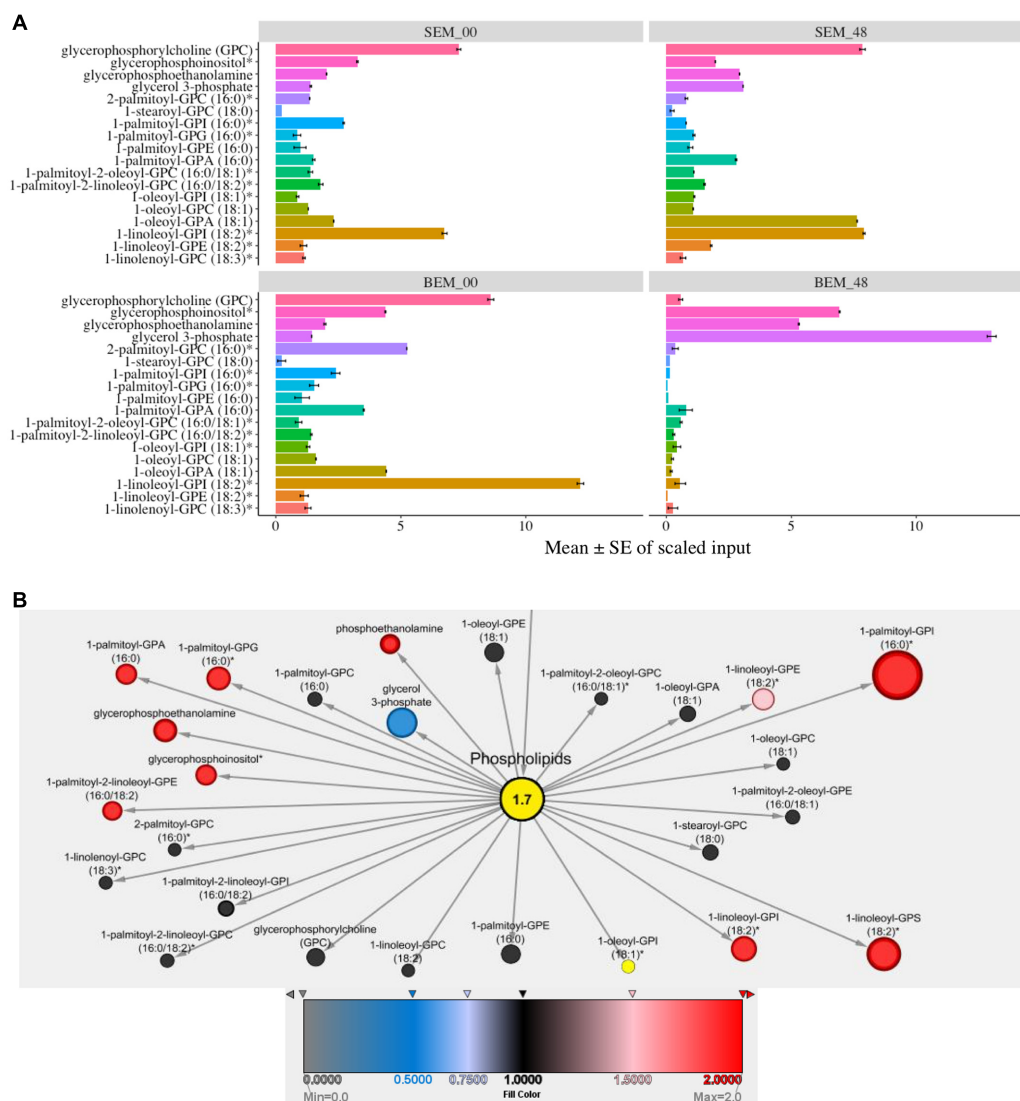 A
SEM_00
SEM_48
glycerophosphorylcholine (GPC)
glycerophosphoinositol*
glycerophosphoethanolamine
glycerol 3-phosphate
2-palmitoyl-GPC (16:0)*
1-stearoyl-GPC (18:0)
1-palmitoyl-GPI (16:0)*
1-palmitoyl-GPG (16:0)*
1-palmitoyl-GPE (16:0)
1-palmitoyl-GPA (16:0)
1-palmitoyl-2-oleoyl-GPC (16:0/18:1)*
1-palmitoyl-2-linoleoyl-GPC (16:0/18:2)*
1-oleoyl-GPI (18:1)*
1-oleoyl-GPC (18:1)
1-oleoyl-GPA (18:1)
1-linoleoyl-GPI (18:2)*
1-linoleoyl-GPE (18:2)*
1-linolenoyl-GPC (18:3)*
BEM_00
BEM_48
glycerophosphorylcholine (GPC)
glycerophosphoinositol*
glycerophosphoethanolamine
glycerol 3-phosphate
2-palmitoyl-GPC (16:0)*
1-stearoyl-GPC (18:0)
1-palmitoyl-GPI (16:0)*
1-palmitoyl-GPG (16:0)*
1-palmitoyl-GPE (16:0)
1-palmitoyl-GPA (16:0)
1-palmitoyl-2-oleoyl-GPC (16:0/18:1)*
1-palmitoyl-2-linoleoyl-GPC (16:0/18:2)*
1-oleoyl-GPI (18:1)*
1-oleoyl-GPC (18:1)
1-oleoyl-GPA (18:1)
1-linoleoyl-GPI (18:2)*
1-linoleoyl-GPE (18:2)*
1-linolenoyl-GPC (18:3)*
0 5 10 0 5 10
Mean ± SE of scaled input
B
1-palmitoyl-GPA
(16:0)
1-palmitoyl-GPG
(16:0)*
phosphoethanolamine
1-oleoyl-GPE
(18:1)
1-palmitoyl-GPI
(16:0)*
1-palmitoyl-GPC
(16:0)
glycerol
3-phosphate
1-palmitoyl-2-oleoyl-GPC
(16:0/18:1)*
1-oleoyl-GPA
(18:1)
1-linoleoyl-GPE
(18:2)*
glycerophosphoethanolamine
glycerophosphoinositol*
Phospholipids
1.7
1-oleoyl-GPC
(18:1)
1-palmitoyl-2-linoleoyl-GPE
(16:0/18:2)
1-palmitoyl-2-oleoyl-GPE
(16:0/18:1)
2-palmitoyl-GPC
(16:0)*
1-stearoyl-GPC
(18:0)
1-linolenoyl-GPC
(18:3)*
1-palmitoyl-2-linoleoyl-GPI
(16:0/18:2)
1-palmitoyl-2-linoleoyl-GPC
(16:0/18:2)*
glycerophosphorylcholine
(GPC)
1-linoleoyl-GPC
(18:2)
1-palmitoyl-GPE
(16:0)
1-oleoyl-GPI
(18:1)*
1-linoleoyl-GPI
(18:2)*
1-linoleoyl-GPS
(18:2)*
0.0000 0.5000 0.7500 1.0000 1.5000 2.0000
Min=0.0 Fill Color Max=2.0